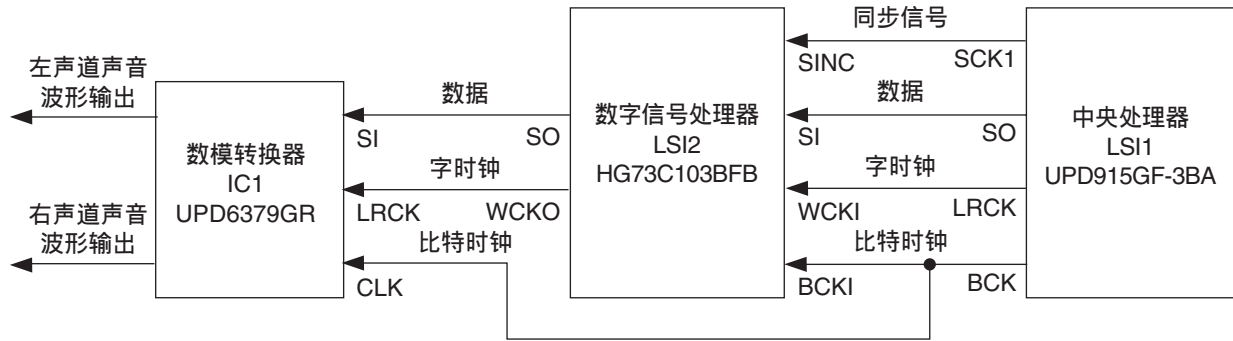 左声道声音
波形输出
右声道声音
波形输出
数模转换器
IC1
UPD6379GR
数据
SI
SO
字时钟
LRCK
WCKO
比特时钟
CLK
数字信号处理器
LSI2
HG73C103BFB
同步信号
SINC
SCK1
数据
SI
SO
字时钟
WCKI
LRCK
比特时钟
BCKI
BCK
中央处理器
LSI1
UPD915GF-3BA